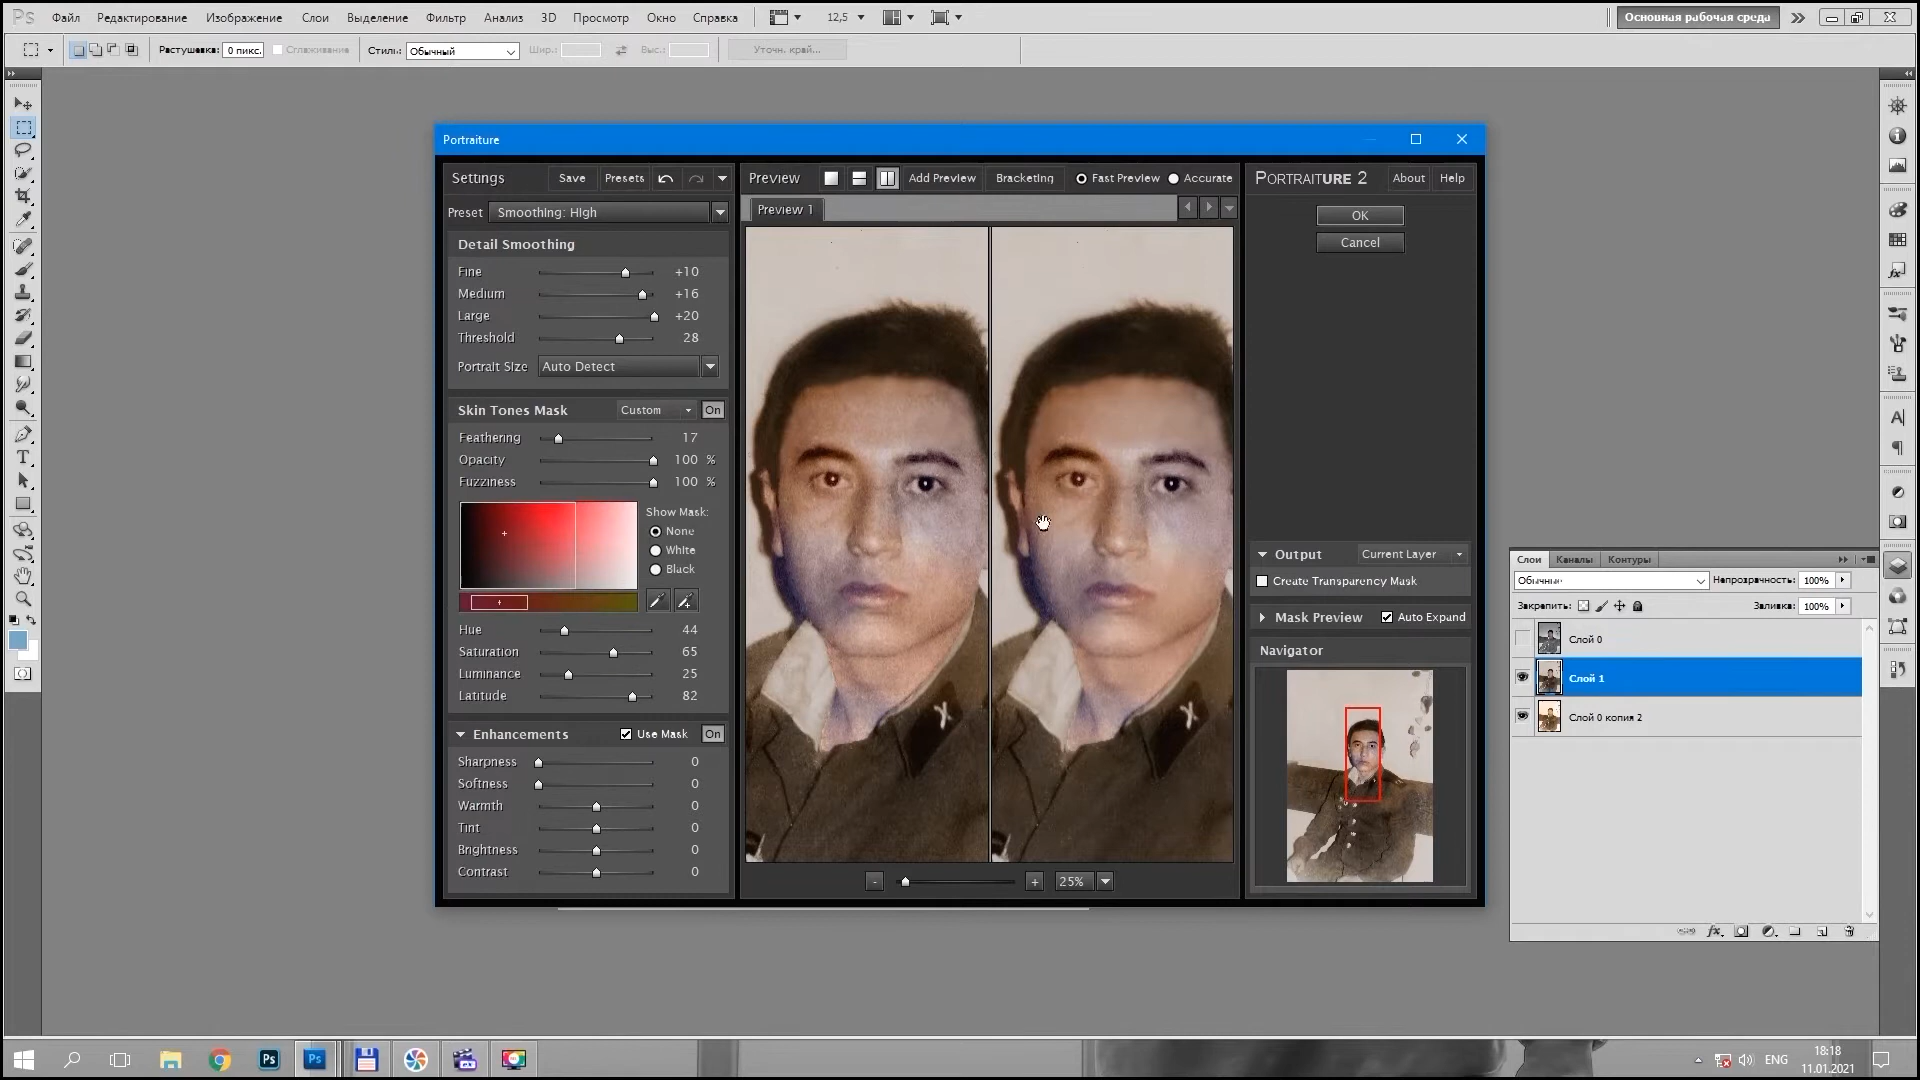 Ps Файл Редактирование Изображение Слои Выделение Фильтр Анализ 3D Просмотр Окно Справка 12,5 Основная рабочая среда
Растушевка: 0 пикс. Сглаживание Стиль: Обычный Шир.: Выс.: Уточн. край...
Portraiture
Settings Save Presets
Preset Smoothing: High
Detail Smoothing
Fine +10
Medium +16
Large +20
Threshold 28
Portrait Size Auto Detect
Skin Tones Mask Custom On
Feathering 17
Opacity 100 %
Fuzziness 100 %
Show Mask:
None
White
Black
Hue 44
Saturation 65
Luminance 25
Latitude 82
Enhancements Use Mask On
Sharpness 0
Softness 0
Warmth 0
Tint 0
Brightness 0
Contrast 0
Preview Add Preview Bracketing Fast Preview Accurate
Preview 1
- + 25%
PORTRAITURE 2 About Help
OK
Cancel
Output Current Layer
Create Transparency Mask
Mask Preview Auto Expand
Navigator
Слои Каналы Контуры
Обычные Непрозрачность: 100%
Закрепить: Заливка: 100%
Слой 0
Слой 1
Слой 0 копия 2
fx
Ps Ps ENG 18:18
11.01.2021